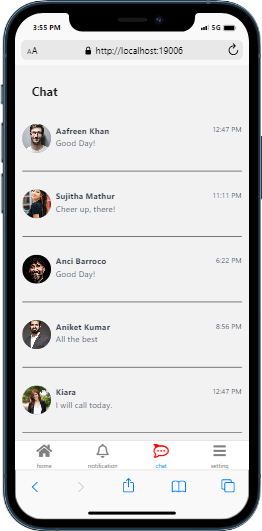 3:55 PM 5G
AA http://localhost:19006
Chat
Aafreen Khan 12:47 PM
Good Day!
Sujitha Mathur 11:11 PM
Cheer up, there!
Anci Barroco 6:22 PM
Good Day!
Aniket Kumar 8:56 PM
All the best
Kiara 12:47 PM
I will call today.
home notification chat setting